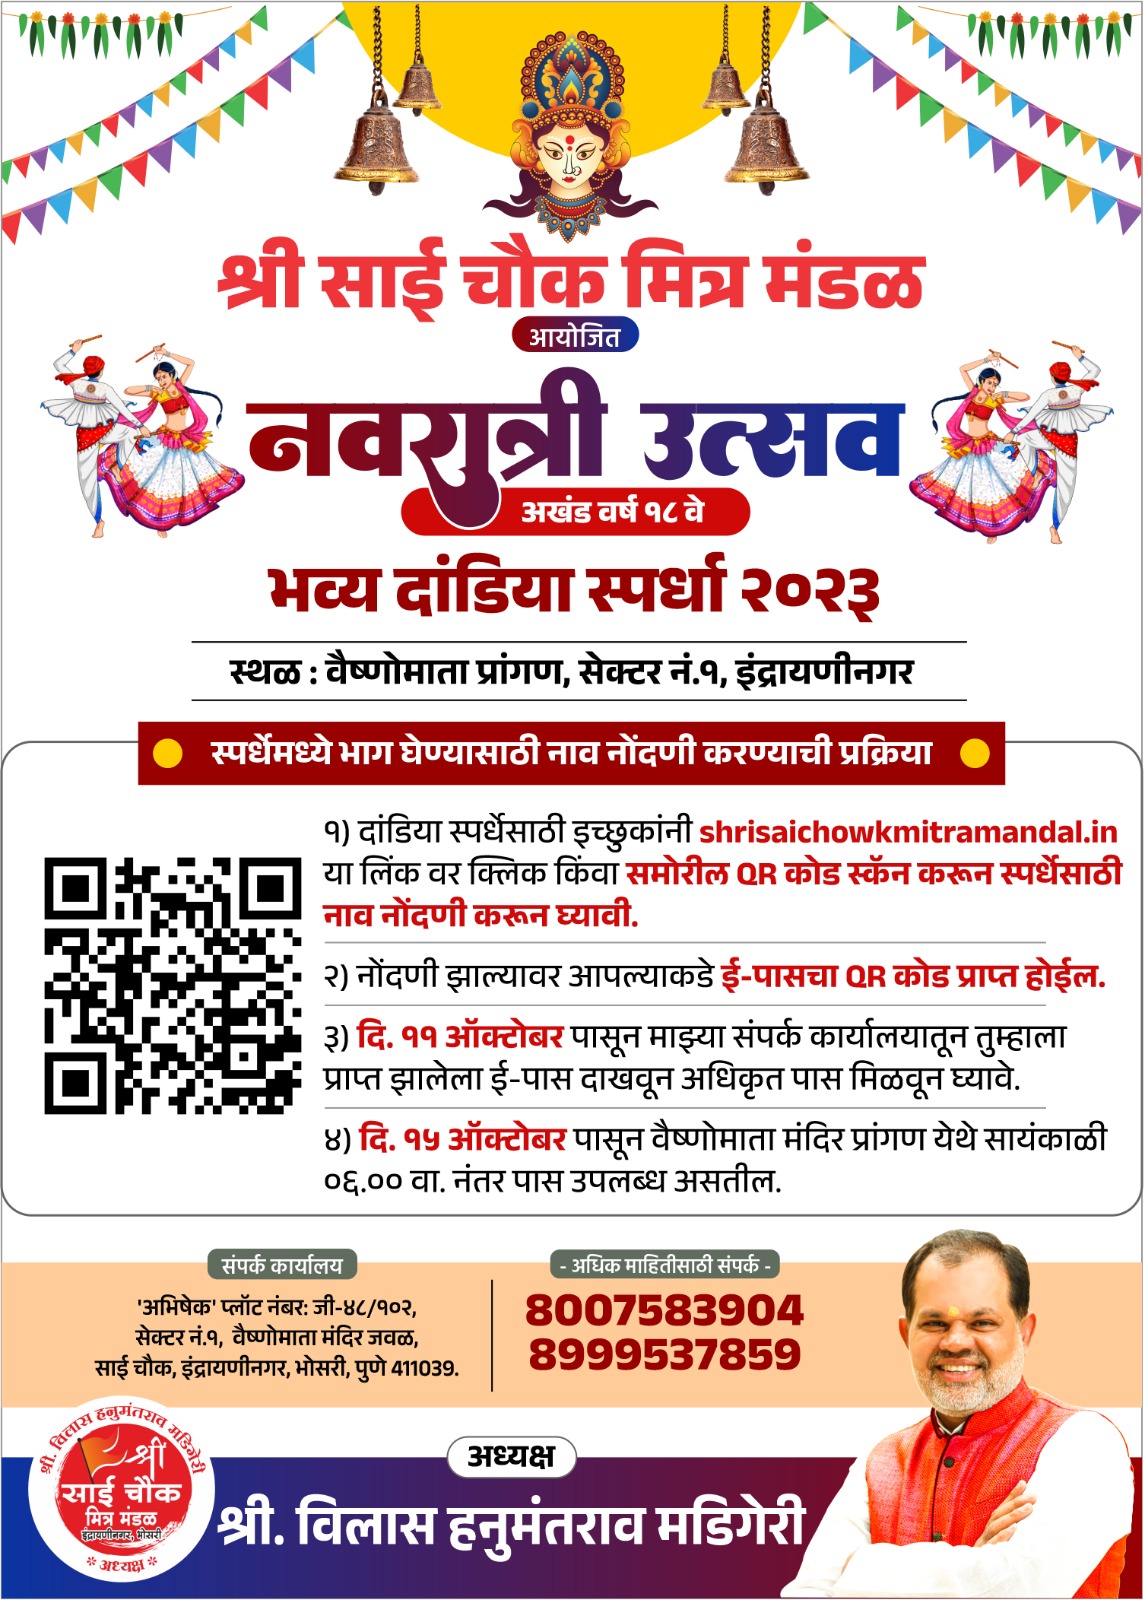 श्री साई चौक मित्र मंडळ
आयोजित
नवरात्री उत्सव
अखंड वर्ष १८ वे
भव्य दांडिया स्पर्धा २०२३
स्थळ : वैष्णोमाता प्रांगण, सेक्टर नं.१, इंद्रायणीनगर
स्पर्धेमध्ये भाग घेण्यासाठी नाव नोंदणी करण्याची प्रक्रिया
१) दांडिया स्पर्धेसाठी इच्छुकांनी shrisaichowkmitramandal.in
या लिंक वर क्लिक किंवा समोरील QR कोड स्कॅन करून स्पर्धेसाठी
नाव नोंदणी करून घ्यावी.
२) नोंदणी झाल्यावर आपल्याकडे ई-पासचा QR कोड प्राप्त होईल.
३) दि. ११ ऑक्टोबर पासून माझ्या संपर्क कार्यालयातून तुम्हाला
प्राप्त झालेला ई-पास दाखवून अधिकृत पास मिळवून घ्यावे.
४) दि. १५ ऑक्टोबर पासून वैष्णोमाता मंदिर प्रांगण येथे सायंकाळी
०६.०० वा. नंतर पास उपलब्ध असतील.
संपर्क कार्यालय
'अभिषेक' प्लॉट नंबर: जी-४८/१०२,
सेक्टर नं.१, वैष्णोमाता मंदिर जवळ,
साई चौक, इंद्रायणीनगर, भोसरी, पुणे 411039.
- अधिक माहितीसाठी संपर्क -
8007583904
8999537859
श्री. विलास हनुमंतराव मडिगेरी
श्री
साई चौक
मित्र मंडळ
इंद्रायणीनगर, भोसरी
* अध्यक्ष *
अध्यक्ष
श्री. विलास हनुमंतराव मडिगेरी